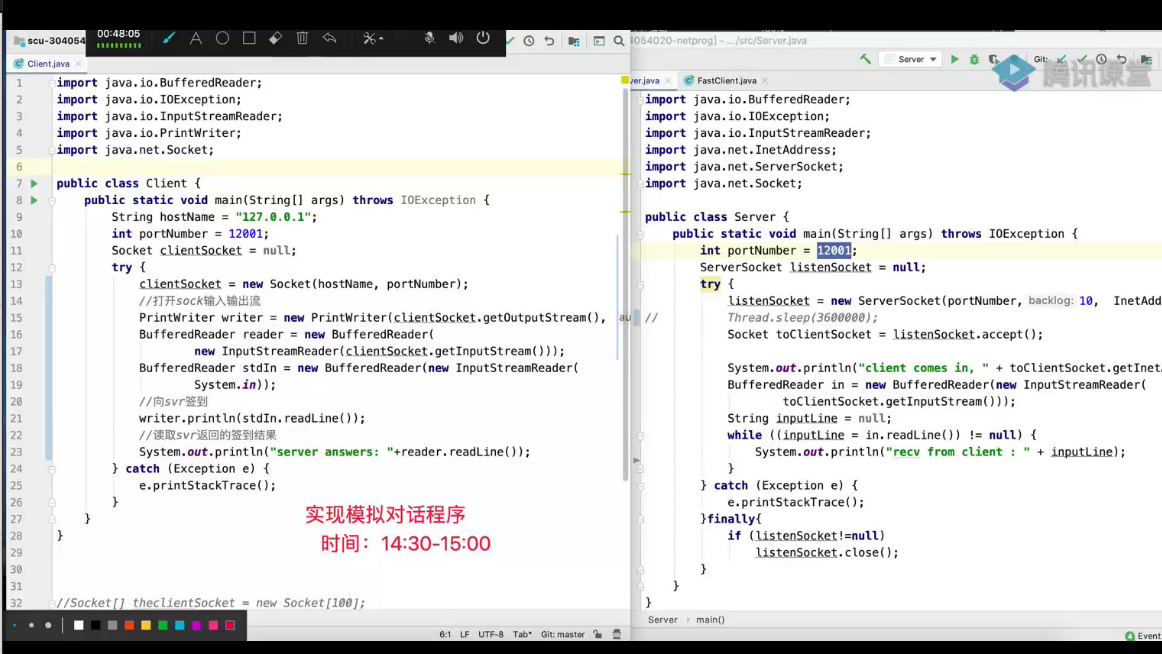 00:48:05
scu-304054
Client.java
1 import java.io.BufferedReader;
2 import java.io.IOException;
3 import java.io.InputStreamReader;
4 import java.io.PrintWriter;
5 import java.net.Socket;
6
7 public class Client {
8 public static void main(String[] args) throws IOException {
9 String hostName = "127.0.0.1";
10 int portNumber = 12001;
11 Socket clientSocket = null;
12 try {
13 clientSocket = new Socket(hostName, portNumber);
14 //打开sock输入输出流
15 PrintWriter writer = new PrintWriter(clientSocket.getOutputStream(), au
16 BufferedReader reader = new BufferedReader(
17 new InputStreamReader(clientSocket.getInputStream()));
18 BufferedReader stdIn = new BufferedReader(new InputStreamReader(
19 System.in));
20 //向svr签到
21 writer.println(stdIn.readLine());
22 //读取svr返回的签到结果
23 System.out.println("server answers: "+reader.readLine());
24 } catch (Exception e) {
25 e.printStackTrace();
26 }
27 }
28 }
29
30
31
32 //Socket[] theclientSocket = new Socket[100];
实现模拟对话程序
时间：14:30-15:00
6:1 LF UTF-8 Tab* Git: master
54054020-netprog] - .../src/Server.java
Server
Git:
腾讯课堂
ver.java
FastClient.java
import java.io.BufferedReader;
import java.io.IOException;
import java.io.InputStreamReader;
import java.net.InetAddress;
import java.net.ServerSocket;
import java.net.Socket;
public class Server {
public static void main(String[] args) throws IOException {
int portNumber = 12001;
ServerSocket listenSocket = null;
try {
listenSocket = new ServerSocket(portNumber, backlog: 10, InetAdd
// Thread.sleep(3600000);
Socket toClientSocket = listenSocket.accept();
System.out.println("client comes in, " + toClientSocket.getInetA
BufferedReader in = new BufferedReader(new InputStreamReader(
toClientSocket.getInputStream()));
String inputLine = null;
while ((inputLine = in.readLine()) != null) {
System.out.println("recv from client : " + inputLine);
}
} catch (Exception e) {
e.printStackTrace();
}finally{
if (listenSocket!=null)
listenSocket.close();
}
}
}
Server › main()
4 Event